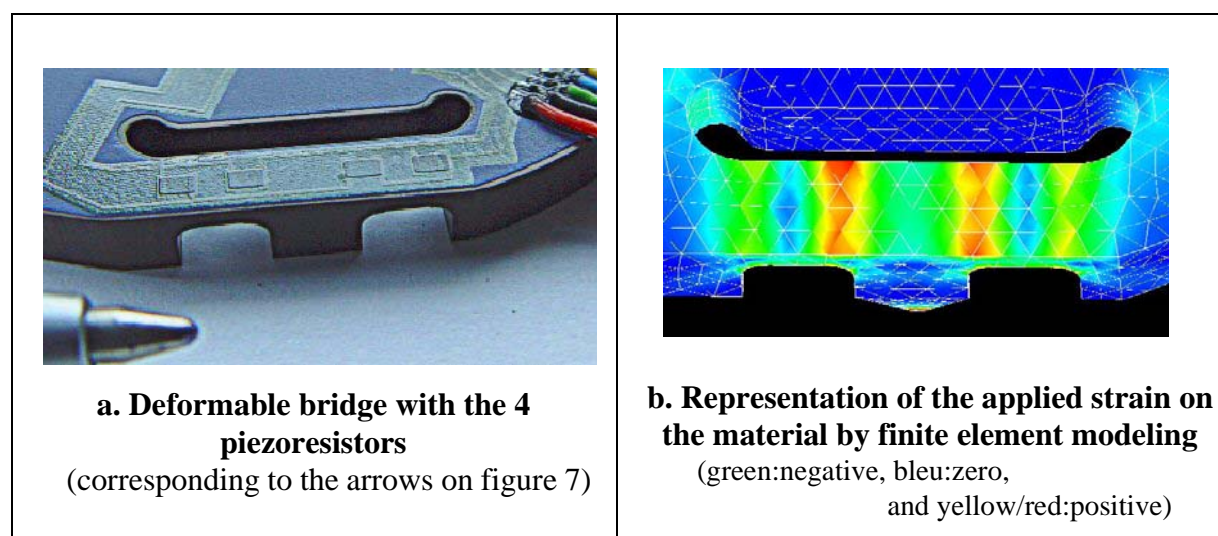 a. Deformable bridge with the 4
piezoresistors
(corresponding to the arrows on figure 7)
b. Representation of the applied strain on
the material by finite element modeling
(green:negative, bleu:zero,
and yellow/red:positive)